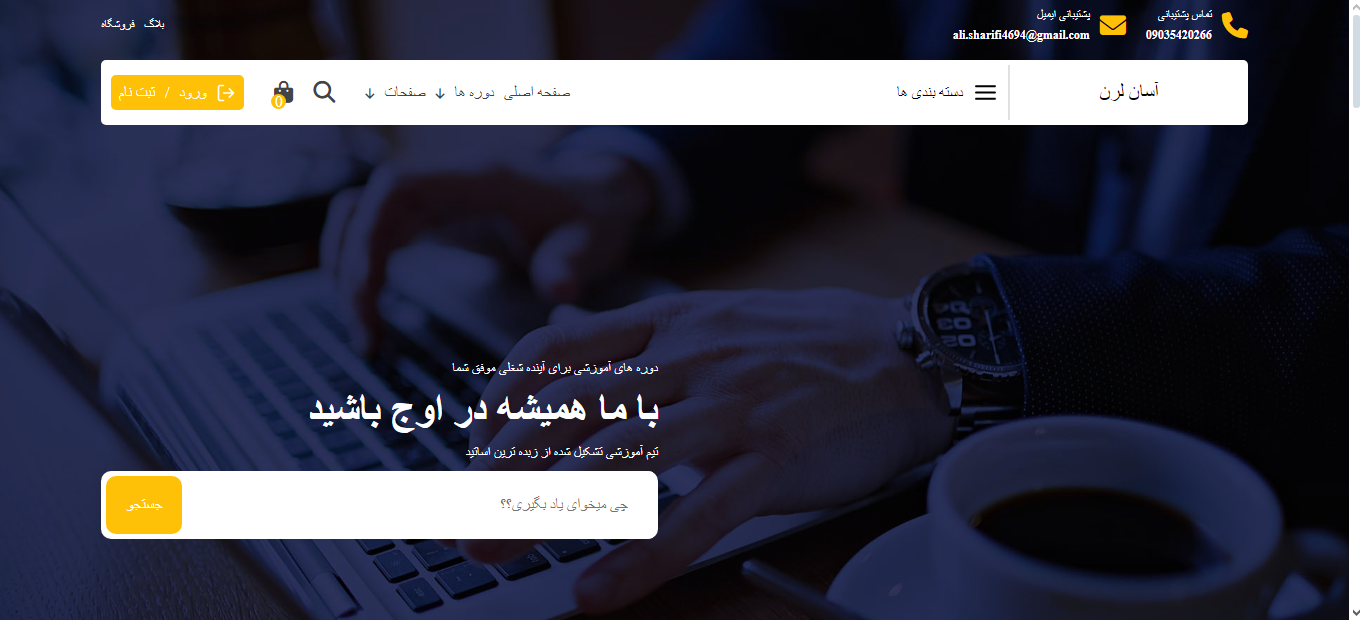 تماس پشتیبانی
09035420266
پشتیبانی ایمیل
ali.sharifi4694@gmail.com
بلاگ فروشگاه
آسان لرن
دسته بندی ها
صفحه اصلی دوره ها صفحات
0
ورود / ثبت نام
دوره های آموزشی برای آینده شغلی موفق شما
با ما همیشه در اوج باشید
تیم آموزشی تشکیل شده از زبده ترین اساتید
چی میخوای یاد بگیری؟؟
جستجو